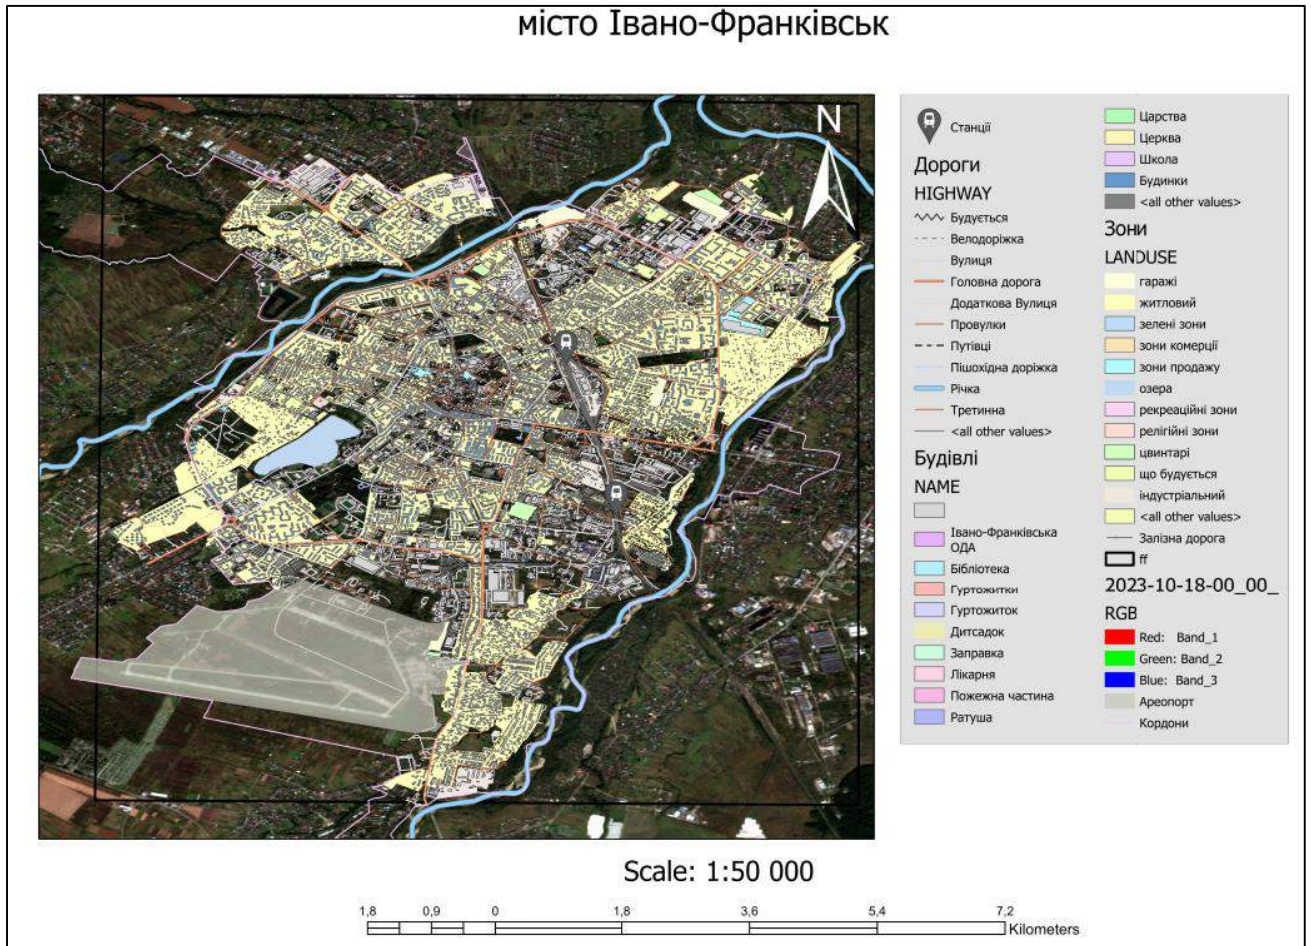 місто Івано-Франківськ
N
Станції
Дороги
HIGHWAY
Будується
Велодоріжка
Вулиця
Головна дорога
Додаткова Вулиця
Провулки
Путівці
Пішохідна доріжка
Річка
Третинна
<all other values>
Будівлі
NAME
Івано-Франківська
ОДА
Бібліотека
Гуртожитки
Гуртожиток
Дитсадок
Заправка
Лікарня
Пожежна частина
Ратуша
Царства
Церква
Школа
Будинки
<all other values>
Зони
LANDUSE
гаражі
житловий
зелені зони
зони комерції
зони продажу
озера
рекреаційні зони
релігійні зони
цвинтарі
що будується
індустріальний
<all other values>
Залізна дорога
ff
2023-10-18-00_00_
RGB
Red: Band_1
Green: Band_2
Blue: Band_3
Ареопорт
Кордони
Scale: 1:50 000
1,8 0,9 0 1,8 3,6 5,4 7,2
Kilometers